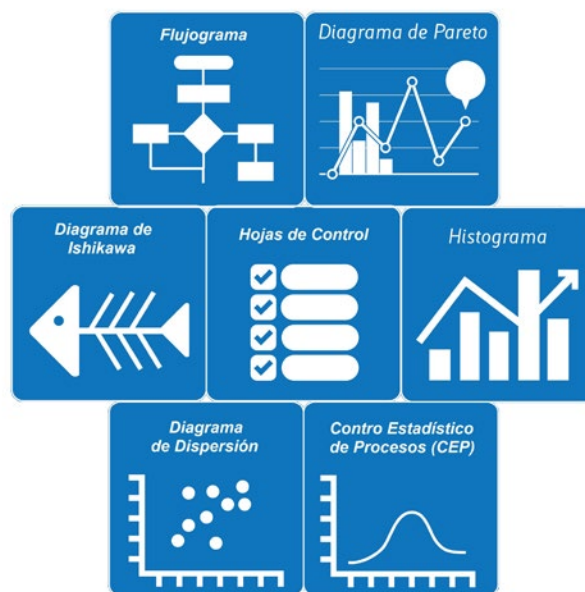 Flujograma
Diagrama de Pareto
Diagrama de
Ishikawa
Hojas de Control
Histograma
Diagrama
de Dispersión
Contro Estadístico
de Procesos (CEP)